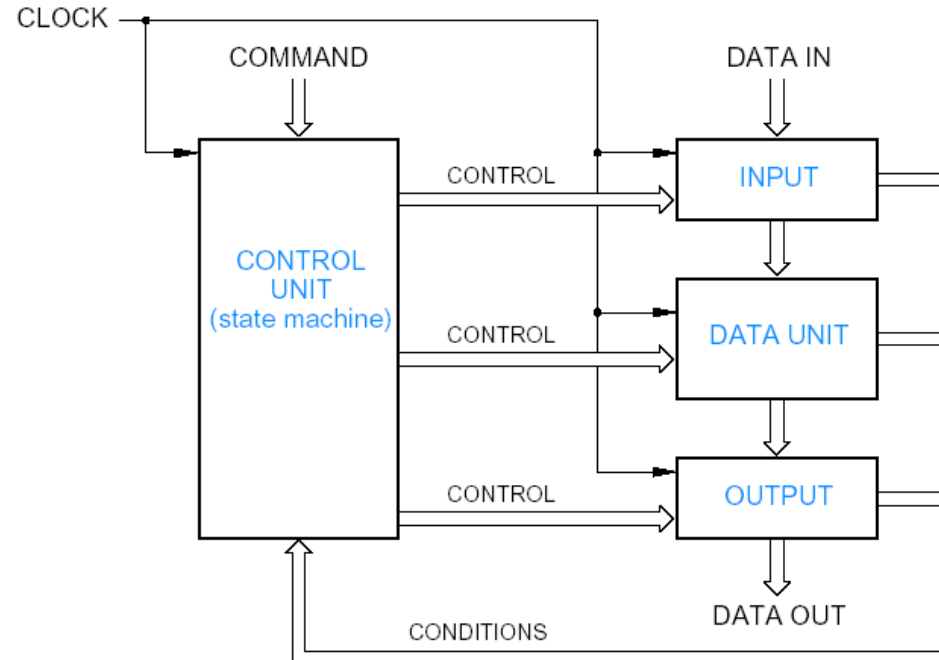 CLOCK
COMMAND
DATA IN
CONTROL
INPUT
CONTROL
UNIT
(state machine)
CONTROL
DATA UNIT
CONTROL
OUTPUT
DATA OUT
CONDITIONS